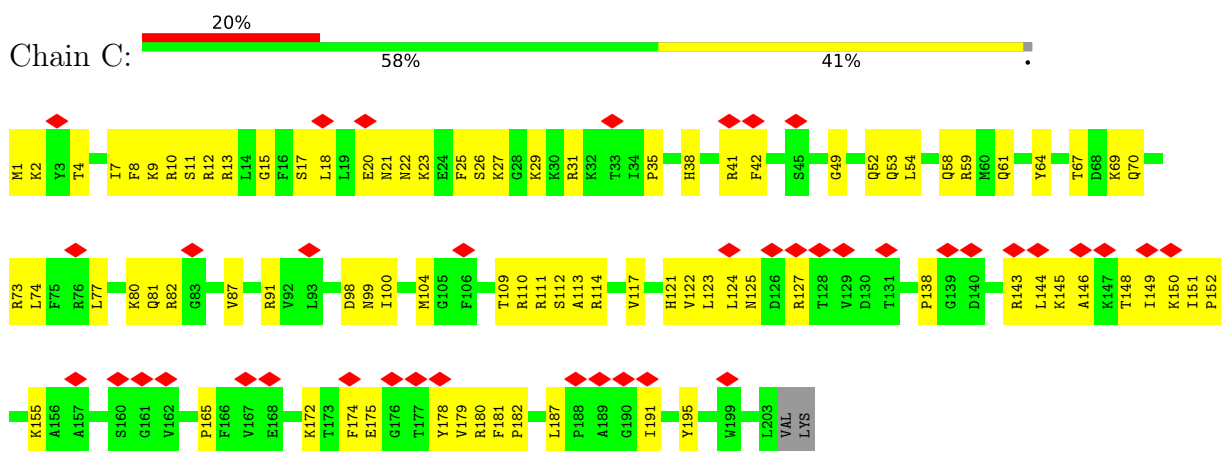 20%
Chain C:
58% 41% •
M1 K2 Y3 T4 I7 F8 K9 R10 S11 R12 R13 L14 G15 F16 S17 L18 L19 E20 N21 N22 K23 E24 F25 S26 K27 G28 K29 K30 R31 K32 T33 I34 P35 H38 R41 F42 S45 G49 Q52 Q53 L54 Q58 R59 M60 Q61 Y64 T67 D68 K69 Q70
R73 L74 F75 R76 L77 K80 Q81 R82 G83 V87 R91 V92 L93 D98 N99 I100 M104 G105 F106 T109 R110 R111 S112 A113 R114 V117 H121 V122 L123 L124 N125 D126 R127 T128 V129 D130 T131 P138 G139 D140 R143 L144 K145 A146 K147 T148 I149 K150 I151 P152
K155 A156 A157 S160 G161 V162 P165 F166 V167 E168 K172 T173 F174 E175 G176 T177 Y178 V179 R180 F181 P182 L187 P188 A189 G190 I191 Y195 W199 L203 VAL LYS